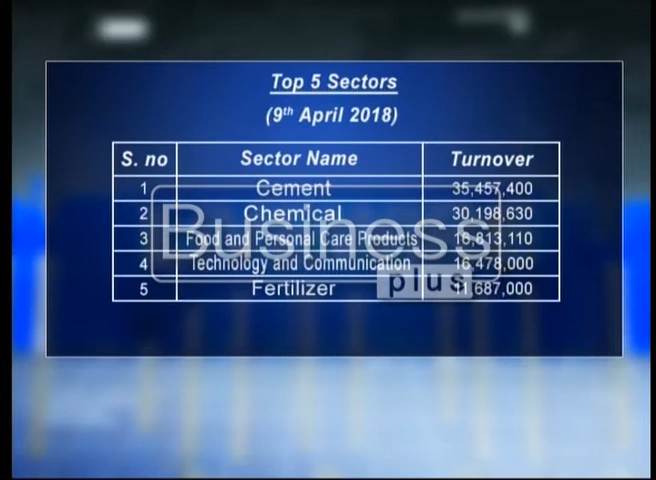 Top 5 Sectors
(9th April 2018)
S. no Sector Name Turnover
1 Cement 35,457,400
2 Chemical 30,198,630
3 Food and Personal Care Products 16,813,110
4 Technology and Communication 16,478,000
5 Fertilizer 11,687,000
Business
plus